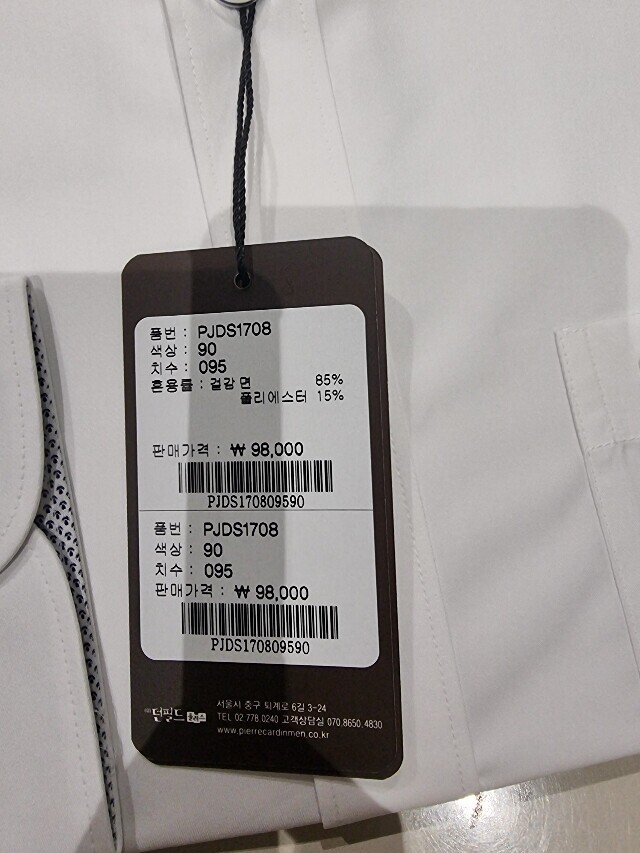 품번 : PJDS1708
색상 : 90
치수 : 095
혼용률 : 겉감 면 85%
폴리에스터 15%
판매가격 : ₩ 98,000
PJDS170809590
품번 : PJDS1708
색상 : 90
치수 : 095
판매가격 : ₩ 98,000
PJDS170809590
서울시 중구 퇴계로 6길 3-24
던필드 TEL 02.778.0240 고객상담실 070.8650.4830
www.pierrecardinmen.co.kr